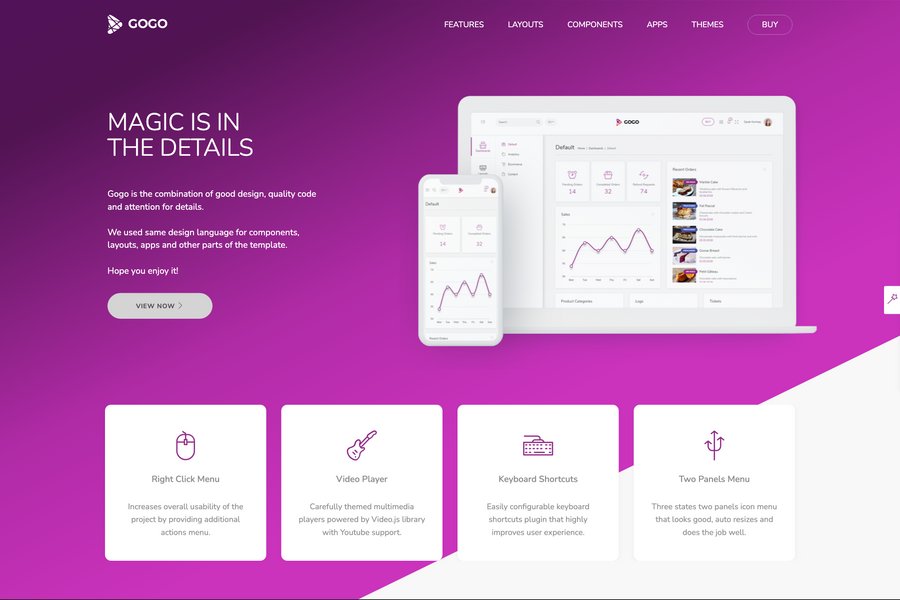 GOGO
FEATURES
LAYOUTS
COMPONENTS
APPS
THEMES
BUY
MAGIC IS IN
THE DETAILS
Gogo is the combination of good design, quality code
and attention for details.
We used same design language for components,
layouts, apps and other parts of the template.
Hope you enjoy it!
VIEW NOW
GOGO
BUY
Default
Pending Orders
14
Completed Orders
32
Refund Requests
74
Recent Orders
Marble Cake
Fat Rascal
Chocolate Cake
Goose Breast
Petit Gâteau
Sales
Product Categories
Logs
Tickets
Default
Pending Orders
14
Completed Orders
32
Sales
Recent Orders
Right Click Menu
Increases overall usability of the
project by providing additional
actions menu.
Video Player
Carefully themed multimedia
players powered by Video.js library
with Youtube support.
Keyboard Shortcuts
Easily configurable keyboard
shortcuts plugin that highly
improves user experience.
Two Panels Menu
Three states two panels icon menu
that looks good, auto resizes and
does the job well.